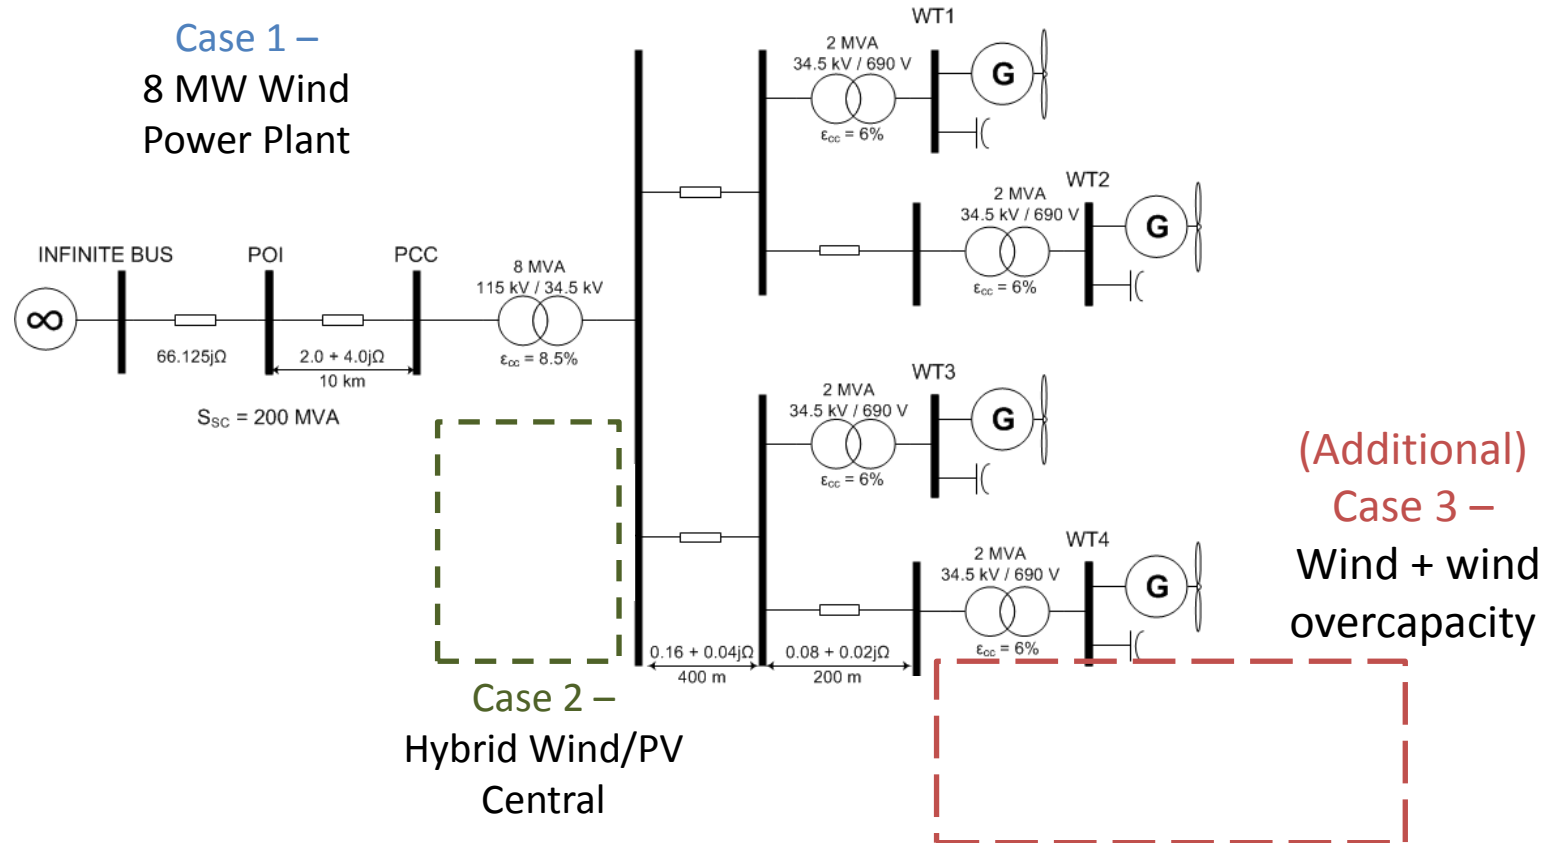 Case 1 –
8 MW Wind
Power Plant
WT1
2 MVA
34.5 kV / 690 V
G
εcc = 6%
WT2
2 MVA
34.5 kV / 690 V
G
εcc = 6%
INFINITE BUS
POI
PCC
8 MVA
115 kV / 34.5 kV
∞
66.125jΩ
2.0 + 4.0jΩ
10 km
εcc = 8.5%
SSC = 200 MVA
WT3
2 MVA
34.5 kV / 690 V
G
εcc = 6%
WT4
2 MVA
34.5 kV / 690 V
G
εcc = 6%
0.16 + 0.04jΩ
400 m
0.08 + 0.02jΩ
200 m
(Additional)
Case 3 –
Wind + wind
overcapacity
Case 2 –
Hybrid Wind/PV
Central